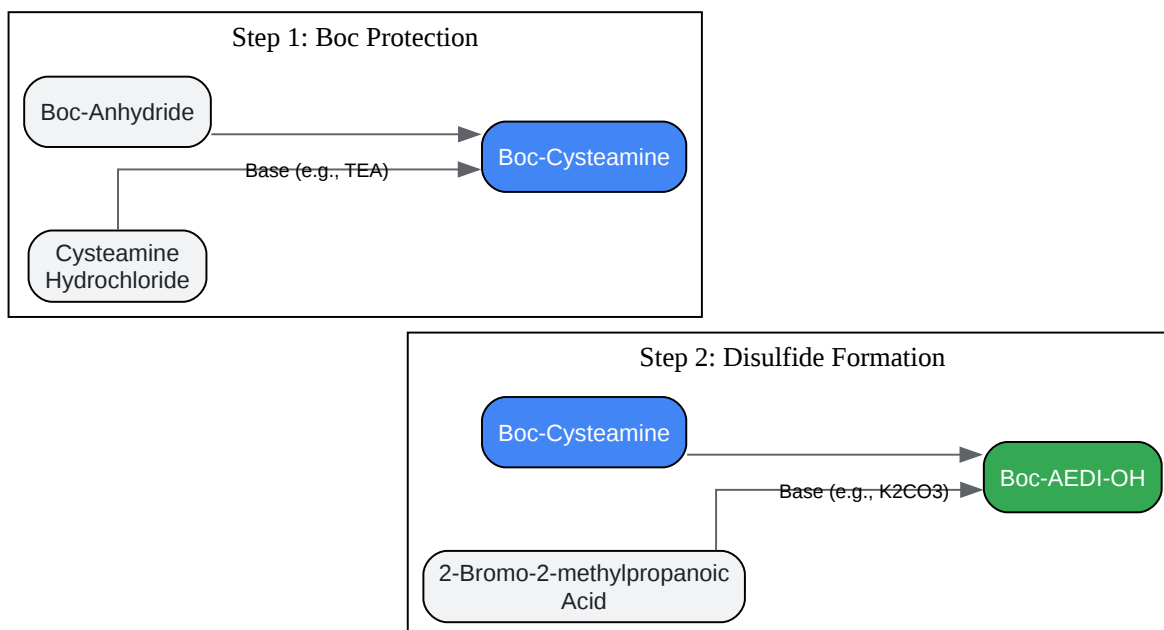 Step 1: Boc Protection
Boc-Anhydride
Boc-Cysteamine
Base (e.g., TEA)
Cysteamine
Hydrochloride
Step 2: Disulfide Formation
Boc-Cysteamine
Boc-AEDI-OH
Base (e.g., K2CO3)
2-Bromo-2-methylpropanoic
Acid